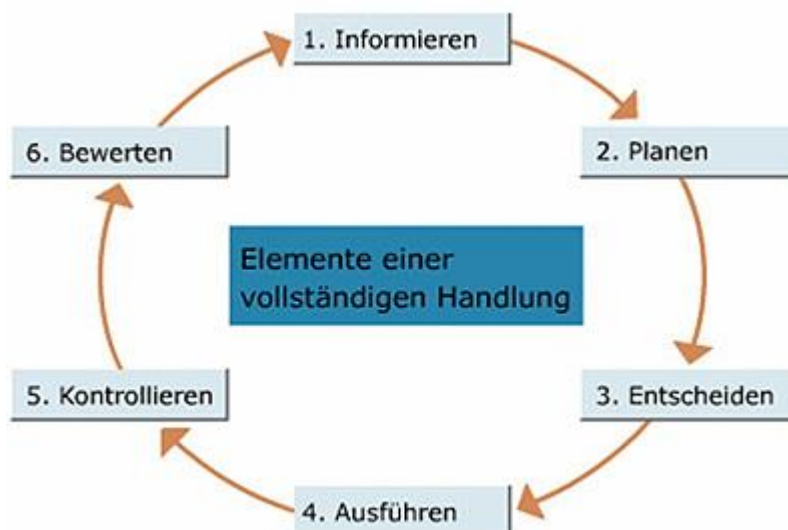 1. Informieren
2. Planen
3. Entscheiden
4. Ausführen
5. Kontrollieren
6. Bewerten
Elemente einer
vollständigen Handlung